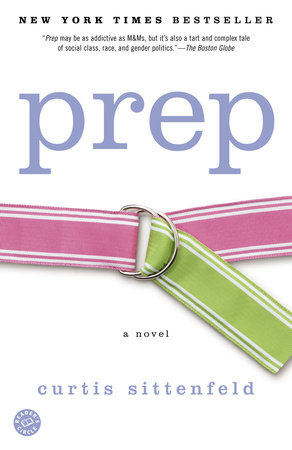 NEW YORK TIMES BESTSELLER
“Prep may be as addictive as M&Ms, but it’s also a tart and complex tale
of social class, race, and gender politics.”—The Boston Globe
prep
a novel
curtis sittenfeld
READER’S
CIRCLE